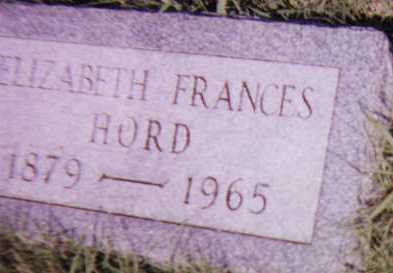 ELIZABETH FRANCES
HORD
1879 — 1965